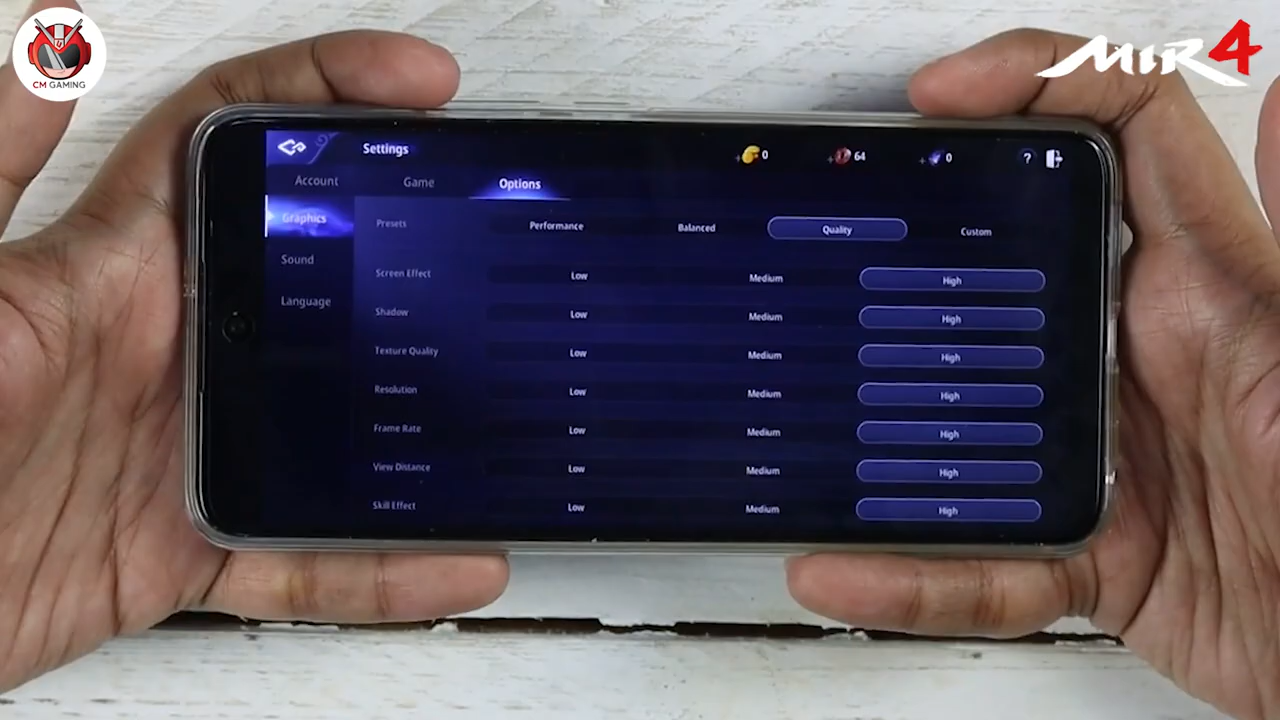 CM GAMING
MIR4
Settings
0
64
0
?
Account
Game
Options
Graphics
Sound
Language
Presets
Performance
Balanced
Quality
Custom
Screen Effect
Low
Medium
High
Shadow
Low
Medium
High
Texture Quality
Low
Medium
High
Resolution
Low
Medium
High
Frame Rate
Low
Medium
High
View Distance
Low
Medium
High
Skill Effect
Low
Medium
High